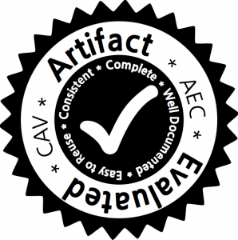 Artifact
* AEC *
Evaluated
* CAV *
Consistent * Complete * Well Documented * Easy to Reuse *